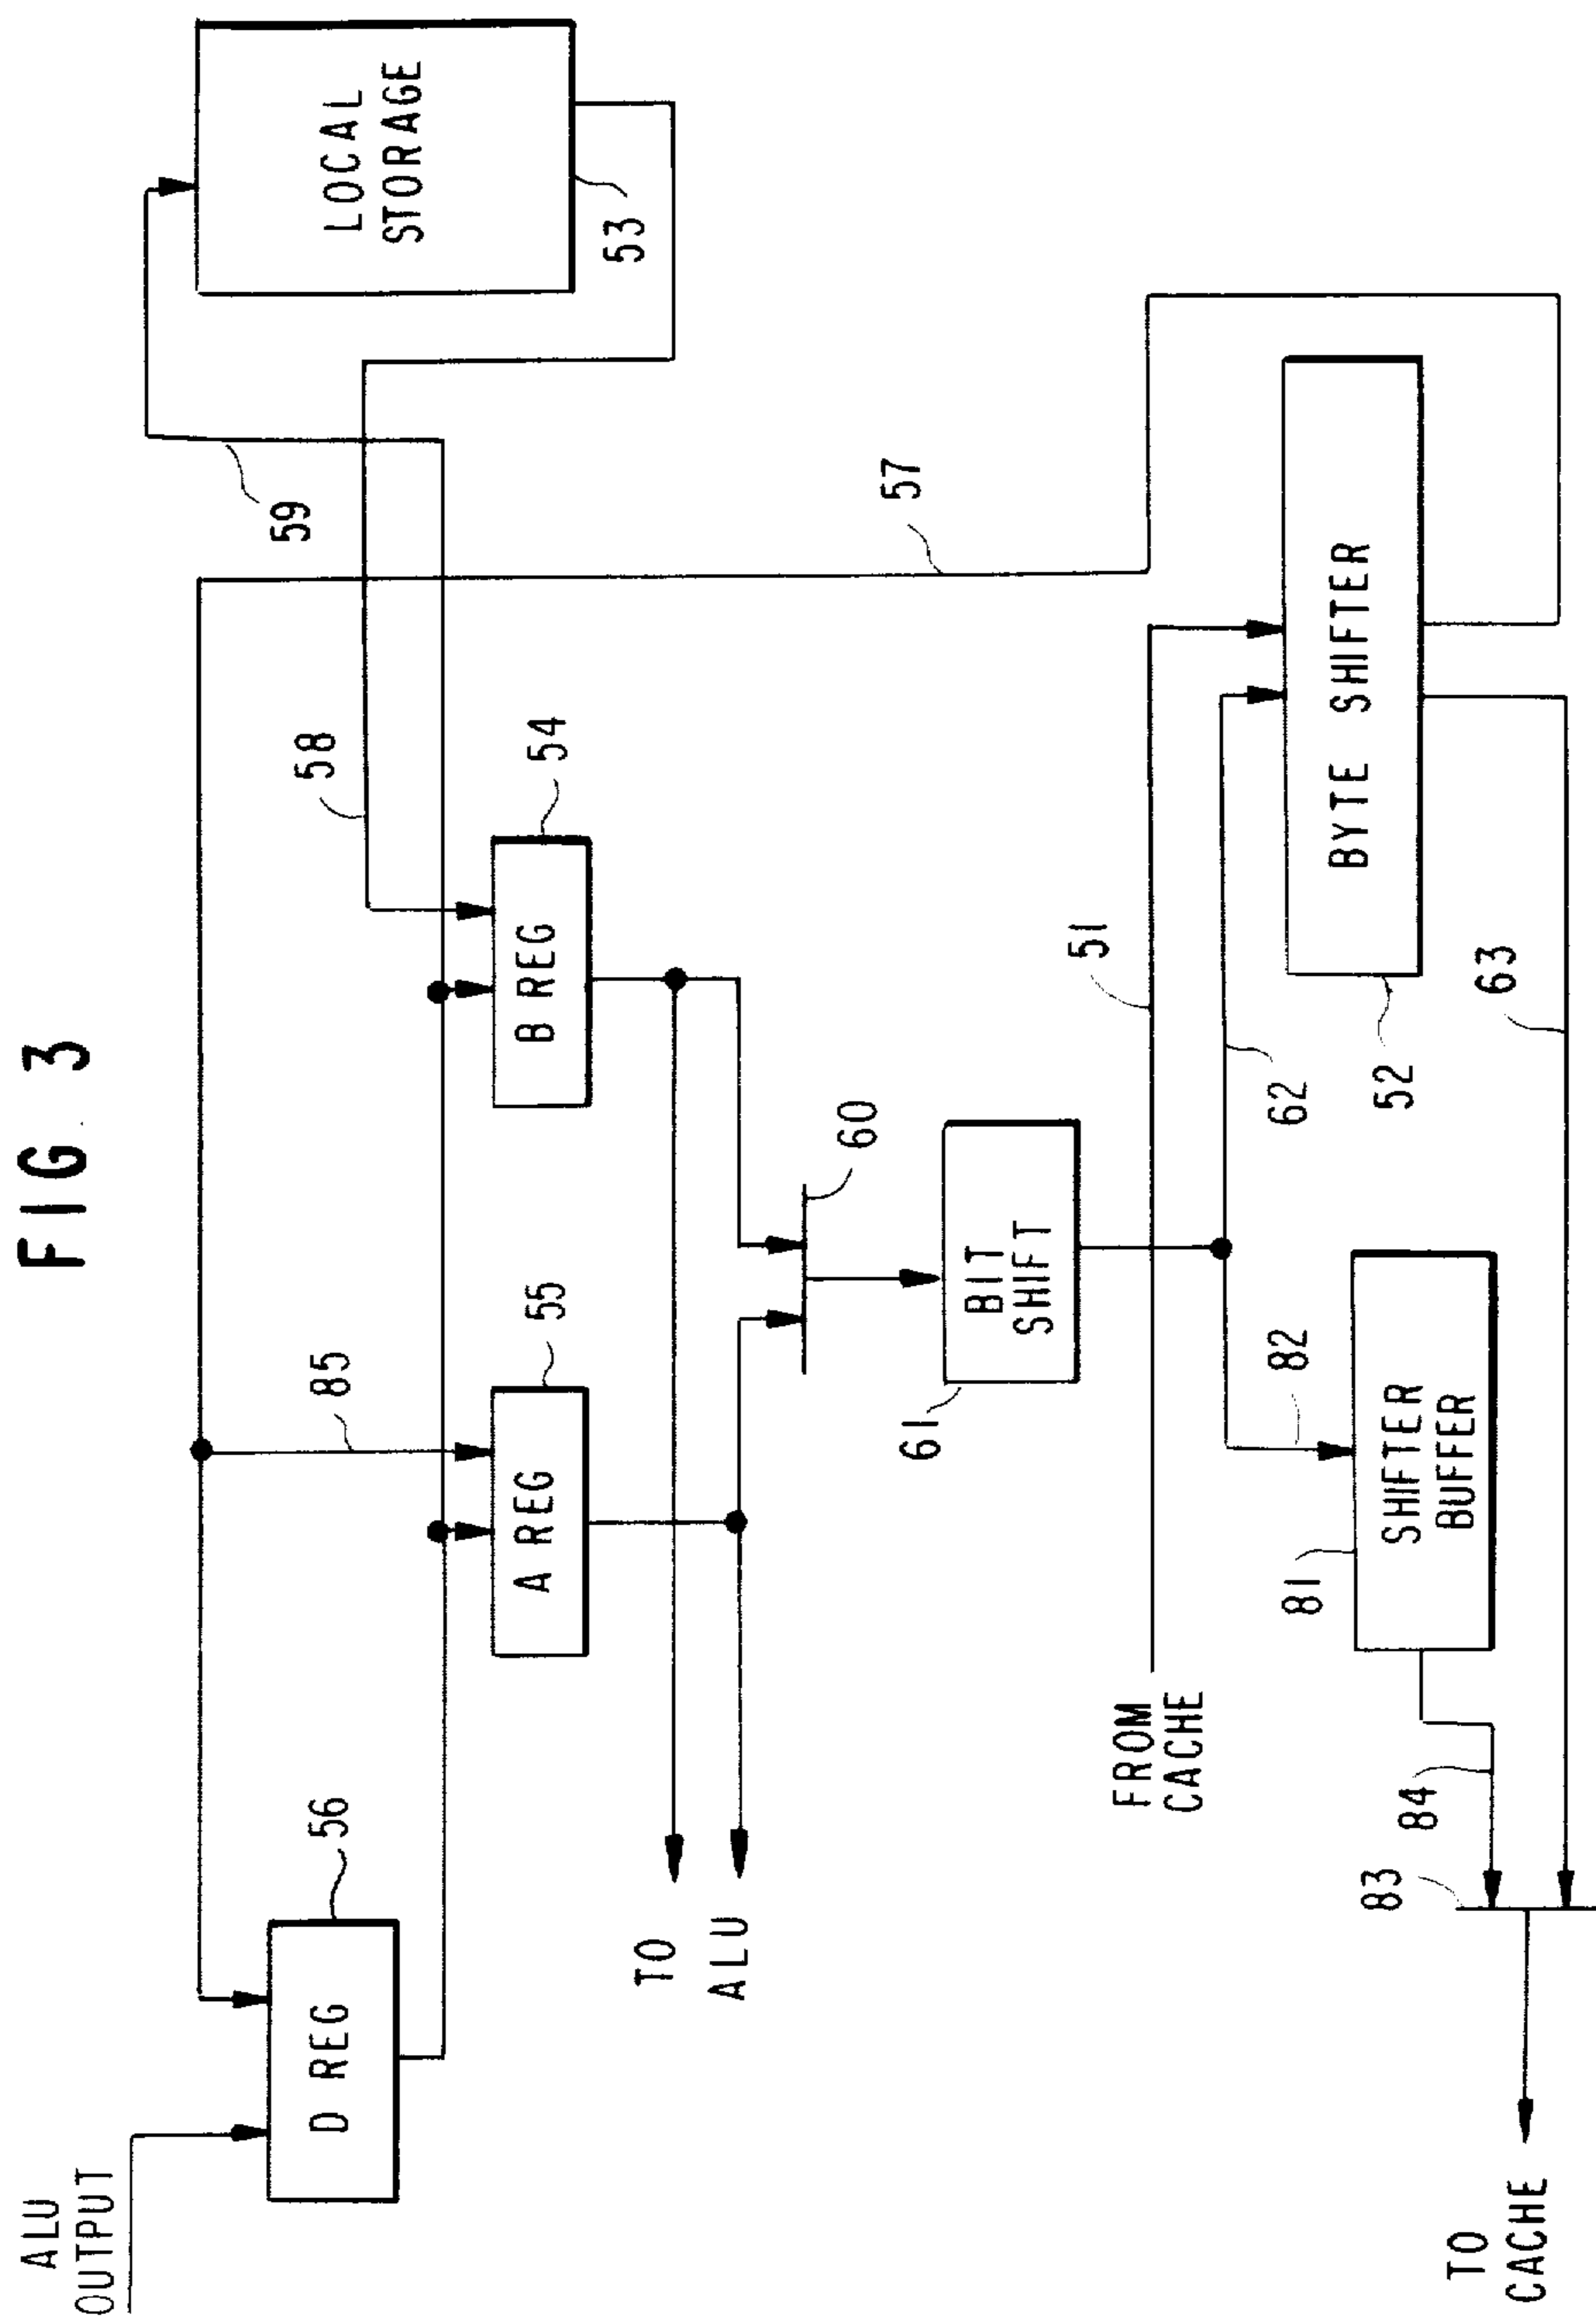 FIG 3
ALU
OUTPUT
D REG
56
85
A REG
55
58
B REG
54
59
LOCAL
STORAGE
53
TO
ALU
60
BIT
SHIFT
61
57
FROM
CACHE
51
62
82
SHIFTER
BUFFER
81
BYTE SHIFTER
52
84
83
63
TO
CACHE